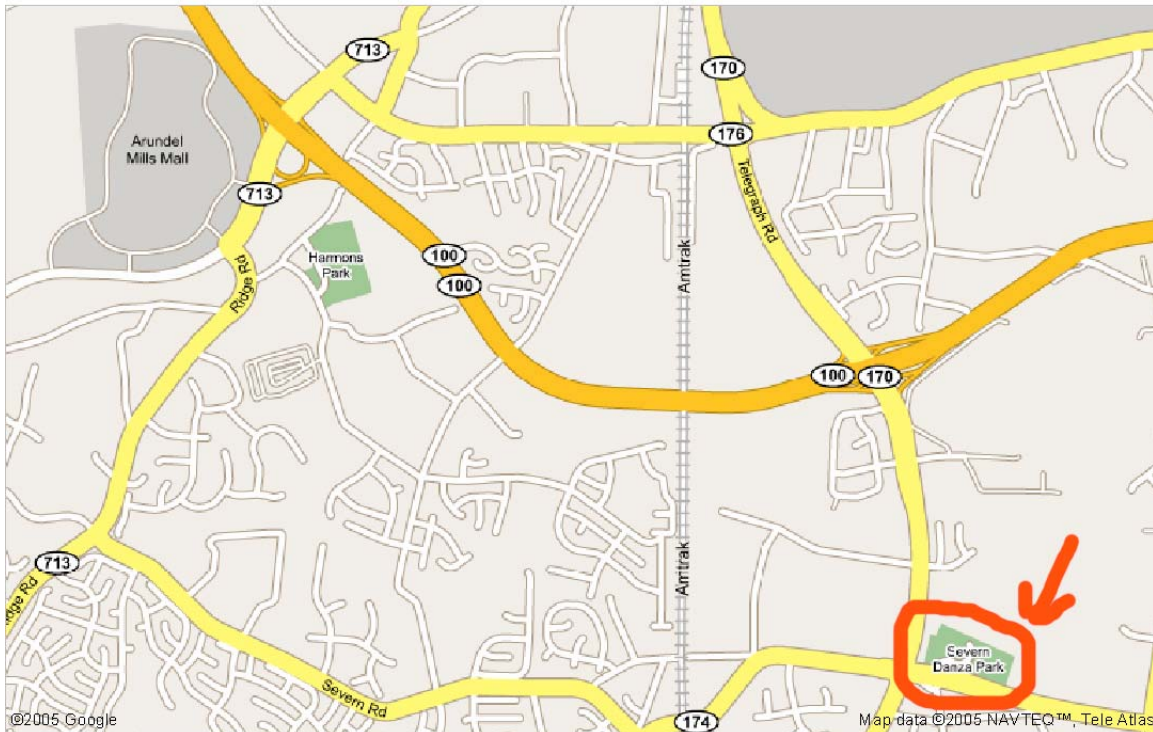 713
170
176
Arundel
Mills Mall
Telegraph Rd
713
Harmons
Park
100
100
Amtrak
Ridge Rd
100
170
713
Amtrak
Ridge Rd
Severn
Danza Park
Severn Rd
174
©2005 Google
Map data ©2005 NAVTEQ™, Tele Atlas